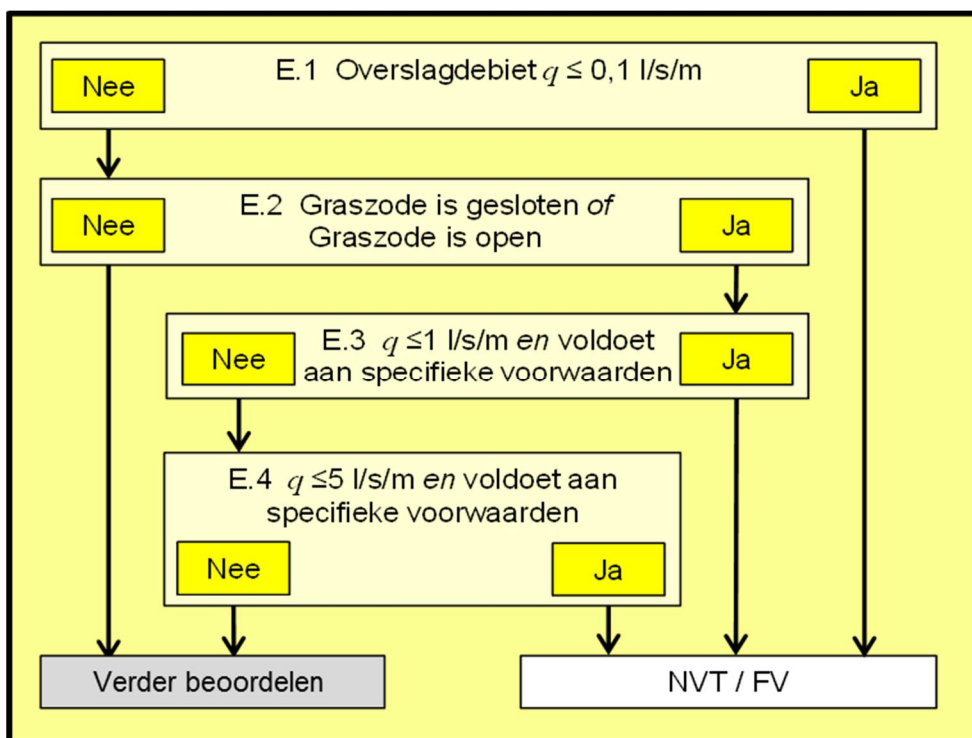 E.1 Overslagdebiet q ≤ 0,1 l/s/m
Nee
Ja
E.2 Graszode is gesloten of
Graszode is open
Nee
Ja
E.3 q ≤1 l/s/m en voldoet
aan specifieke voorwaarden
Nee
Ja
E.4 q ≤5 l/s/m en voldoet aan
specifieke voorwaarden
Nee
Ja
Verder beoordelen
NVT / FV